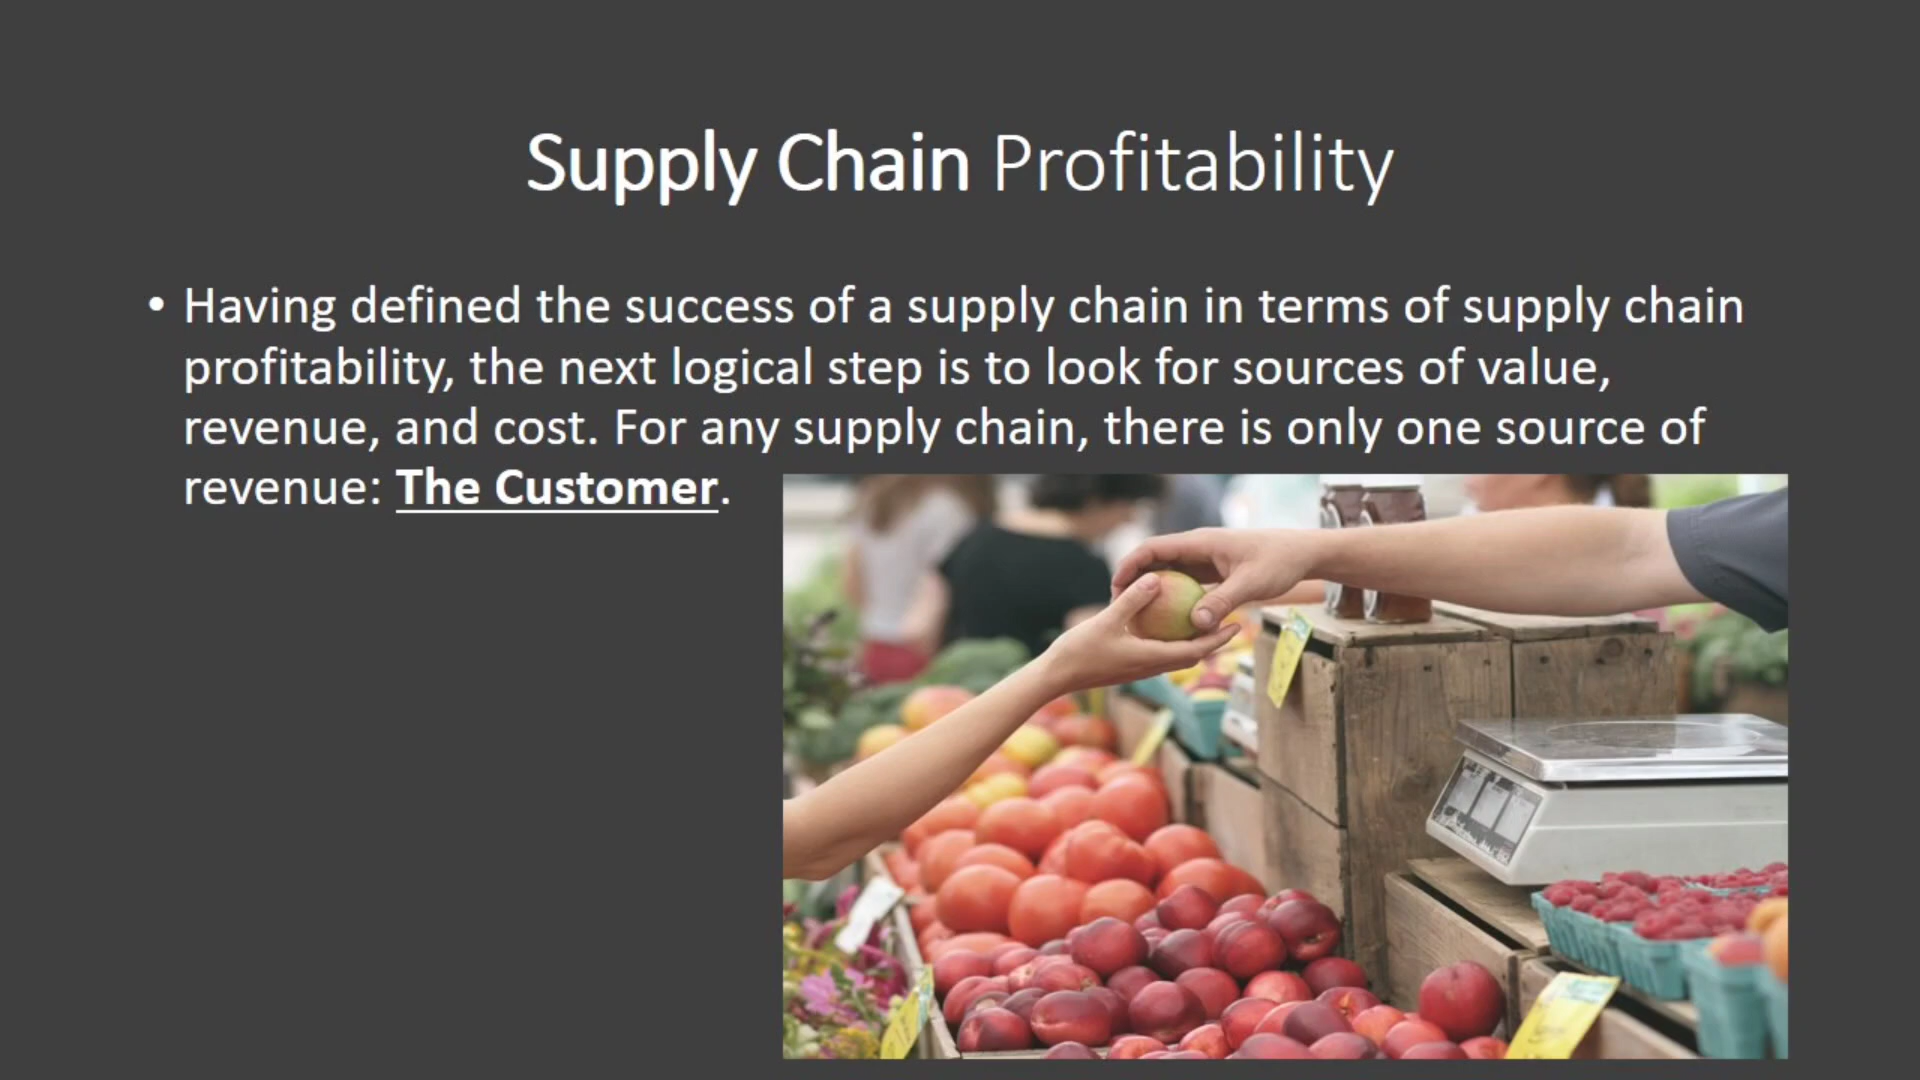 Supply Chain Profitability
• Having defined the success of a supply chain in terms of supply chain
profitability, the next logical step is to look for sources of value,
revenue, and cost. For any supply chain, there is only one source of
revenue: The Customer.